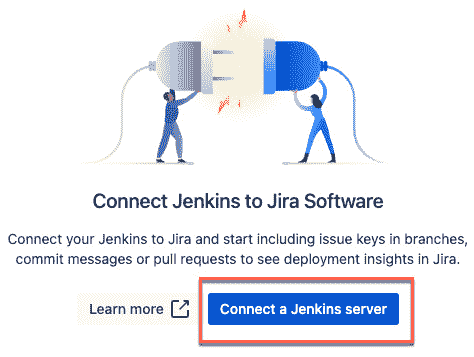 Connect Jenkins to Jira Software
Connect your Jenkins to Jira and start including issue keys in branches,
commit messages or pull requests to see deployment insights in Jira.
Learn more
Connect a Jenkins server